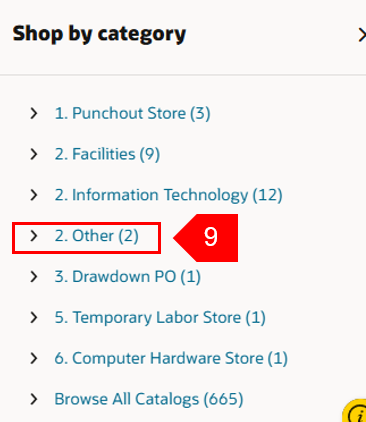 Shop by category
1. Punchout Store (3)
2. Facilities (9)
2. Information Technology (12)
2. Other (2)
9
3. Drawdown PO (1)
5. Temporary Labor Store (1)
6. Computer Hardware Store (1)
Browse All Catalogs (665)